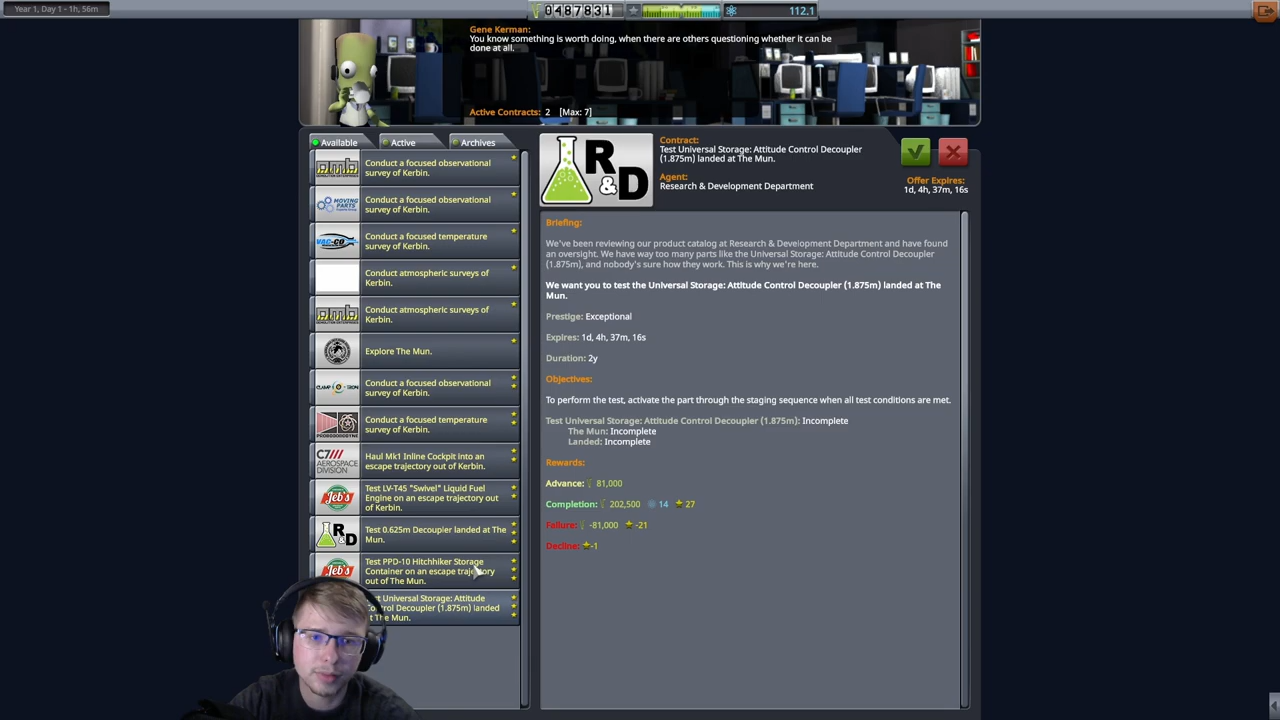 Year 1, Day 1 - 1h, 56m
0487831
112.1
Gene Kerman:
You know something is worth doing, when there are others questioning whether it can be
done at all.
Active Contracts: 2 [Max: 7]
Available
Active
Archives
Conduct a focused observational
survey of Kerbin.
MOVING
PARTS
Conduct a focused observational
survey of Kerbin.
VAC-CO
Conduct a focused temperature
survey of Kerbin.
Conduct atmospheric surveys of
Kerbin.
Conduct atmospheric surveys of
Kerbin.
Explore The Mun.
Conduct a focused observational
survey of Kerbin.
Conduct a focused temperature
survey of Kerbin.
C7
AEROSPACE
DIVISION
Haul Mk1 Inline Cockpit into an
escape trajectory out of Kerbin.
Jeb's
Test LV-T45 "Swivel" Liquid Fuel
Engine on an escape trajectory out
of Kerbin.
R&D
Test 0.625m Decoupler landed at The
Mun.
Jeb's
Test PPD-10 Hitchhiker Storage
Container on an escape trajectory
out of The Mun.
Universal Storage: Attitude
Decoupler (1.875m) landed
The Mun.
R&D
Contract:
Test Universal Storage: Attitude Control Decoupler
(1.875m) landed at The Mun.
Agent:
Research & Development Department
Offer Expires:
1d, 4h, 37m, 16s
Briefing:
We've been reviewing our product catalog at Research & Development Department and have found
an oversight. We have way too many parts like the Universal Storage: Attitude Control Decoupler
(1.875m), and nobody's sure how they work. This is why we're here.
We want you to test the Universal Storage: Attitude Control Decoupler (1.875m) landed at The
Mun.
Prestige: Exceptional
Expires: 1d, 4h, 37m, 16s
Duration: 2y
Objectives:
To perform the test, activate the part through the staging sequence when all test conditions are met.
Test Universal Storage: Attitude Control Decoupler (1.875m): Incomplete
The Mun: Incomplete
Landed: Incomplete
Rewards:
Advance: 81,000
Completion: 202,500 14 27
Failure: -81,000 -21
Decline: -1